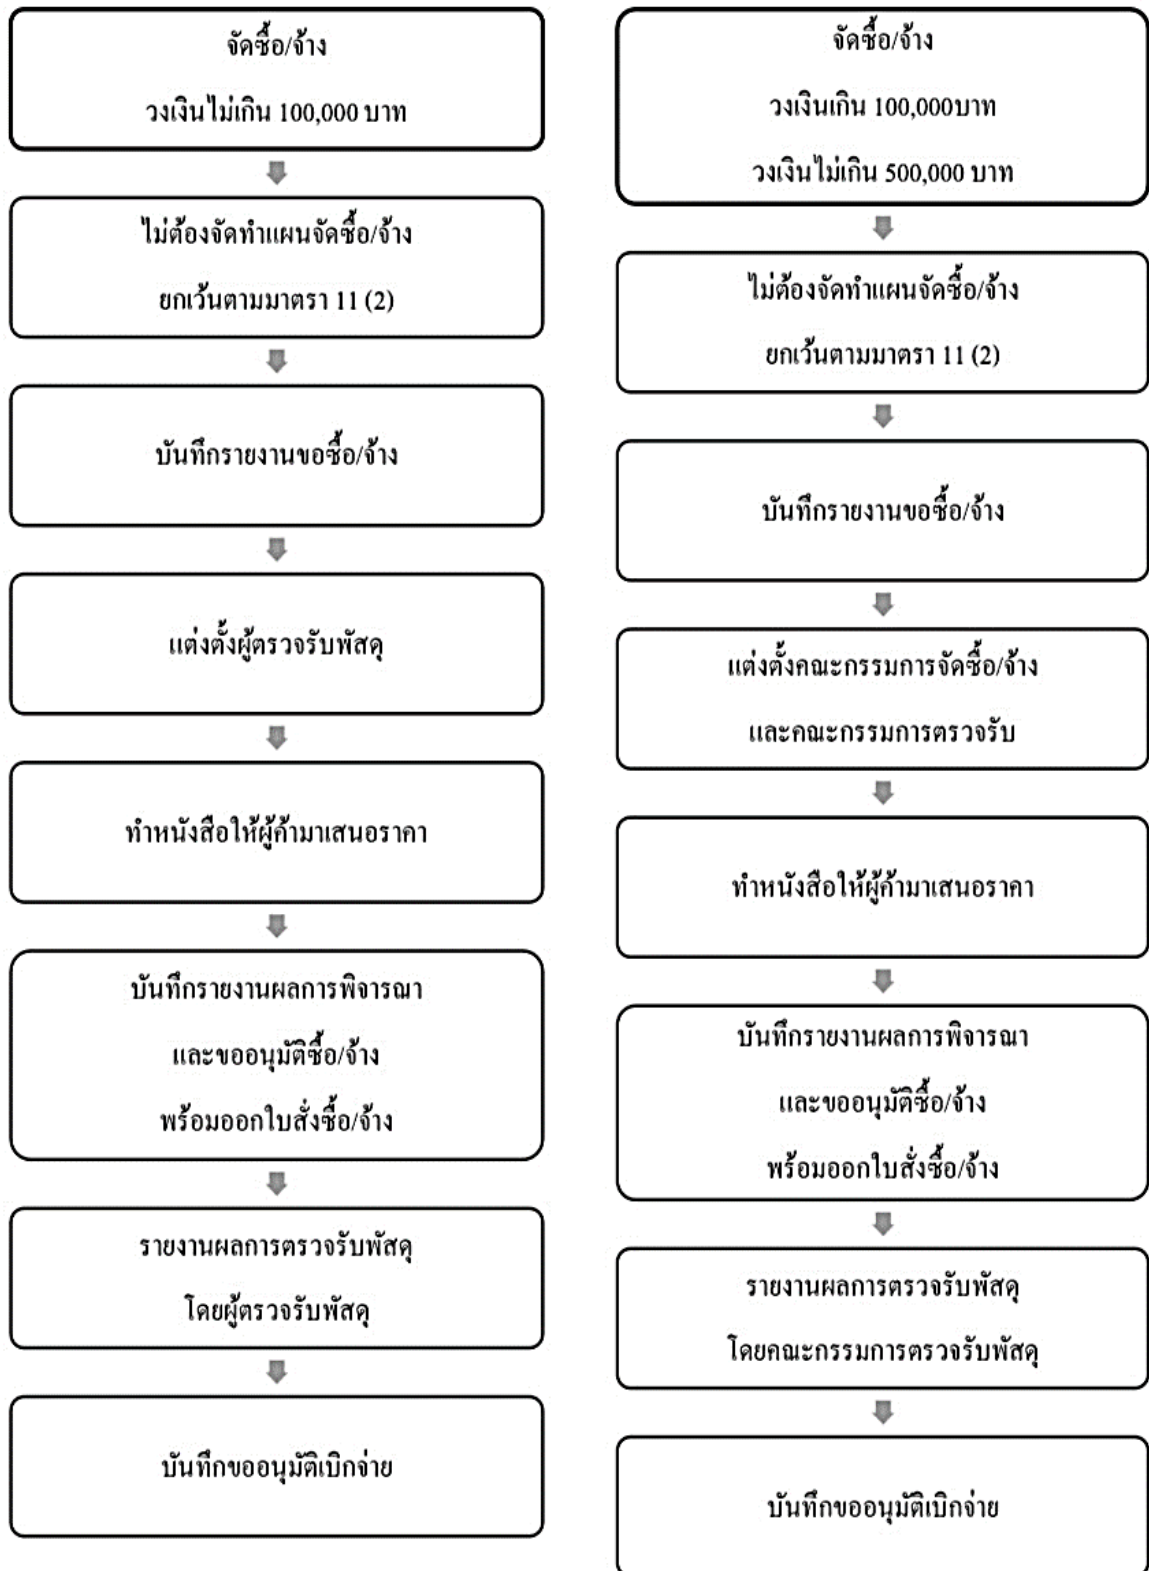 จัดซื้อ/จ้าง
วงเงินไม่เกิน 100,000 บาท
ไม่ต้องจัดทำแผนจัดซื้อ/จ้าง
ยกเว้นตามมาตรา 11 (2)
บันทึกรายงานขอซื้อ/จ้าง
แต่งตั้งผู้ตรวจรับพัสดุ
ทำหนังสือให้ผู้ค้ามาเสนอราคา
บันทึกรายงานผลการพิจารณา
และขออนุมัติซื้อ/จ้าง
พร้อมออกใบสั่งซื้อ/จ้าง
รายงานผลการตรวจรับพัสดุ
โดยผู้ตรวจรับพัสดุ
บันทึกขออนุมัติเบิกจ่าย
จัดซื้อ/จ้าง
วงเงินเกิน 100,000บาท
วงเงินไม่เกิน 500,000 บาท
ไม่ต้องจัดทำแผนจัดซื้อ/จ้าง
ยกเว้นตามมาตรา 11 (2)
บันทึกรายงานขอซื้อ/จ้าง
แต่งตั้งคณะกรรมการจัดซื้อ/จ้าง
และคณะกรรมการตรวจรับ
ทำหนังสือให้ผู้ค้ามาเสนอราคา
บันทึกรายงานผลการพิจารณา
และขออนุมัติซื้อ/จ้าง
พร้อมออกใบสั่งซื้อ/จ้าง
รายงานผลการตรวจรับพัสดุ
โดยคณะกรรมการตรวจรับพัสดุ
บันทึกขออนุมัติเบิกจ่าย